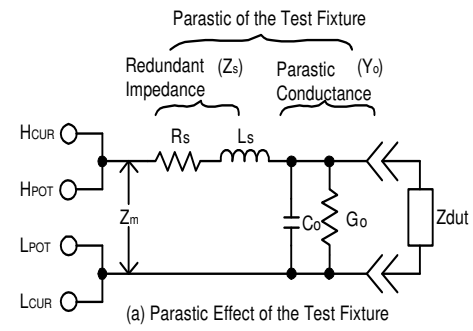 Parastic of the Test Fixture
Redundant (Zs) Parastic (Yo)
Impedance Conductance
HCUR
Rs Ls
HPOT
Zm
Co Go Zdut
LPOT
LCUR
(a) Parastic Effect of the Test Fixture